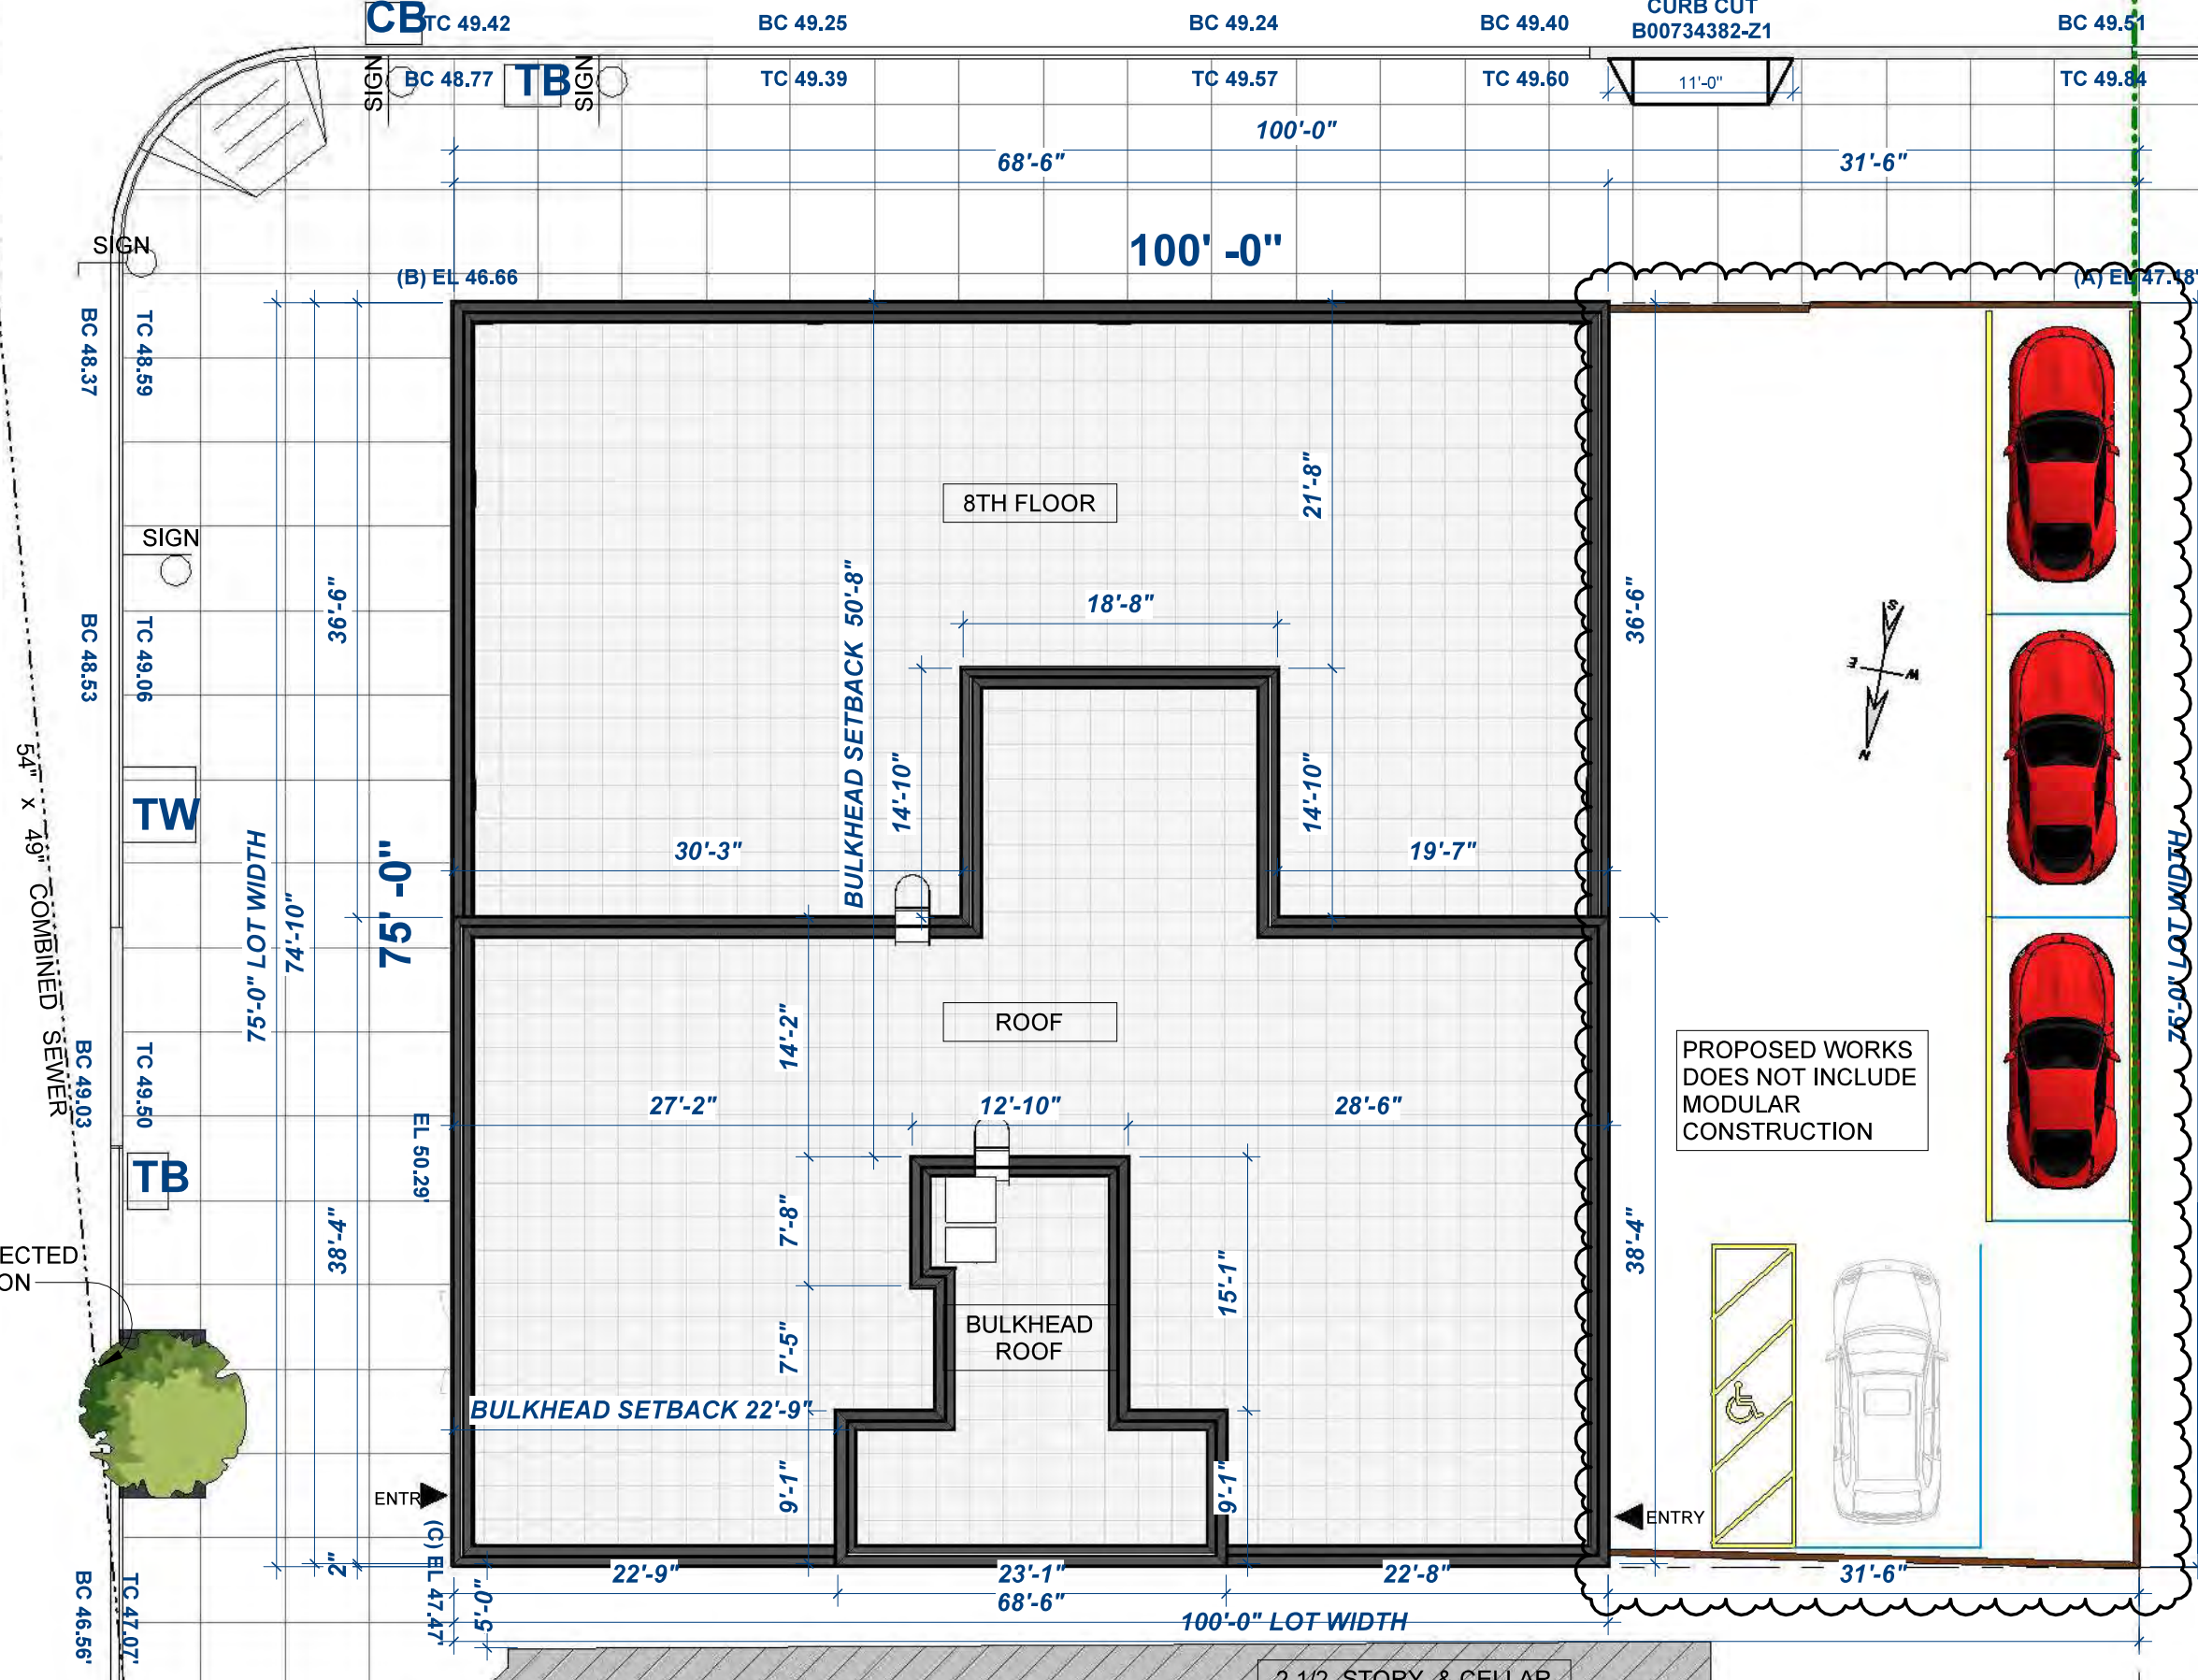 CURB CUT
B00734382-Z1
CB
TC 49.42
BC 49.25
BC 49.24
BC 49.40
BC 49.51
SIGN
BC 48.77
TB
SIGN
TC 49.39
TC 49.57
TC 49.60
11'-0"
TC 49.84
100'-0"
68'-6"
31'-6"
100' -0"
SIGN
(B) EL 46.66
(A) EL 47.18'
BC 48.37
TC 48.59
8TH FLOOR
21'-8"
SIGN
36'-6"
36'-6"
18'-8"
S
E
W
N
BC 48.53
TC 49.06
BULKHEAD SETBACK 50'-8"
14'-10"
14'-10"
54" x 49" COMBINED SEWER
TW
30'-3"
19'-7"
75'-0" LOT WIDTH
74'-10"
75' -0"
75'-0" LOT WIDTH
ROOF
14'-2"
PROPOSED WORKS
DOES NOT INCLUDE
MODULAR
CONSTRUCTION
BC 49.03
TC 49.50
27'-2"
12'-10"
28'-6"
EL 50.29'
TB
7'-8"
38'-4"
38'-4"
15'-1"
ECTED
ON
BULKHEAD
ROOF
7'-5"
BULKHEAD SETBACK 22'-9"
9'-1"
9'-1"
ENTR
ENTRY
(C) EL 47.47'
2"
22'-9"
23'-1"
22'-8"
31'-6"
BC 46.56'
TC 47.07'
5'-0"
68'-6"
100'-0" LOT WIDTH
2 1/2 STORY & CELLAR